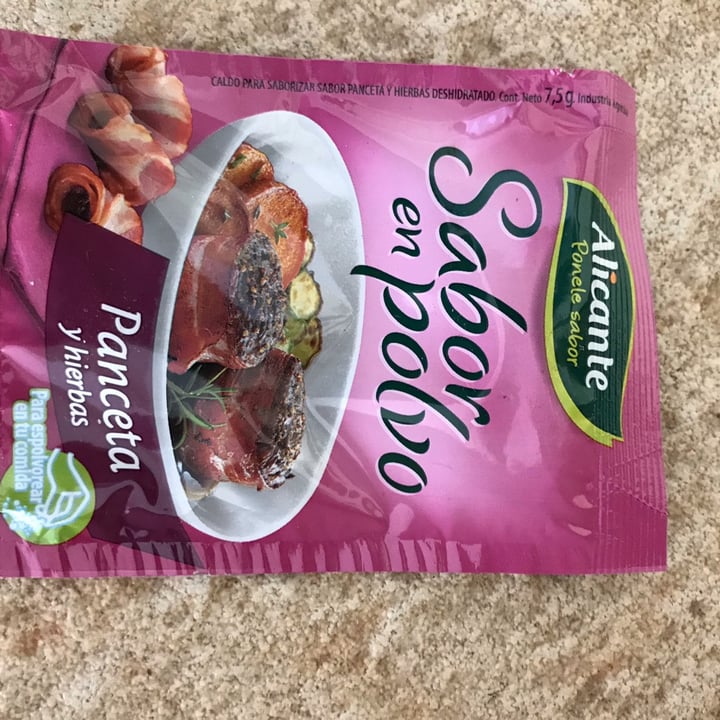 Alicante
Ponele sabor
Sabor
en polvo
Panceta
y hierbas
Para espolvorear
en tu comida
CALDO PARA SABORIZAR SABOR PANCETA Y HIERBAS DESHIDRATADO. Cont. Neto 7,5 g. Industria